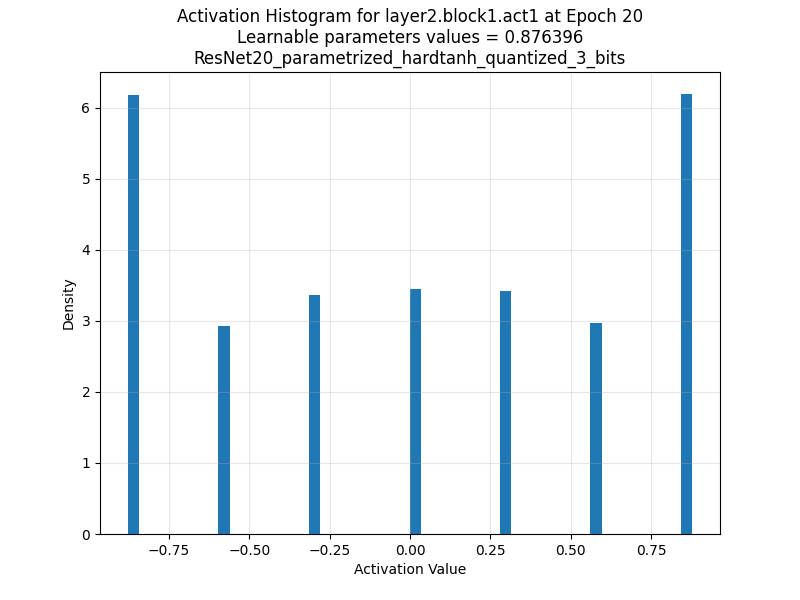 Activation Histogram for layer2.block1.act1 at Epoch 20
Learnable parameters values = 0.876396
ResNet20_parametrized_hardtanh_quantized_3_bits
6
5
4
3
2
1
0
Density
−0.75 −0.50 −0.25 0.00 0.25 0.50 0.75
Activation Value